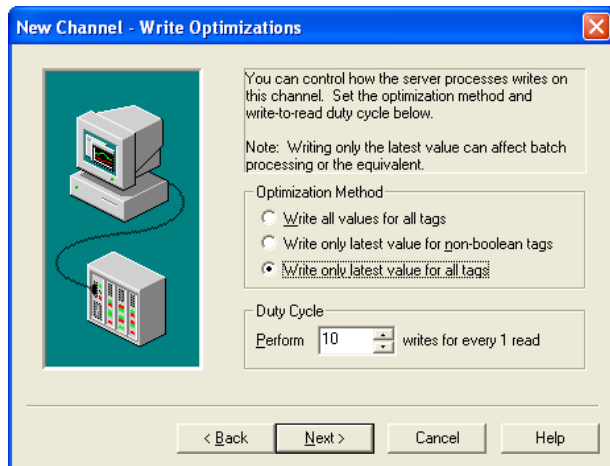 New Channel - Write Optimizations
You can control how the server processes writes on
this channel.  Set the optimization method and
write-to-read duty cycle below.
Note:  Writing only the latest value can affect batch
processing or the equivalent.
Optimization Method
Write all values for all tags
Write only latest value for non-boolean tags
Write only latest value for all tags
Duty Cycle
Perform 10 writes for every 1 read
< Back Next > Cancel Help